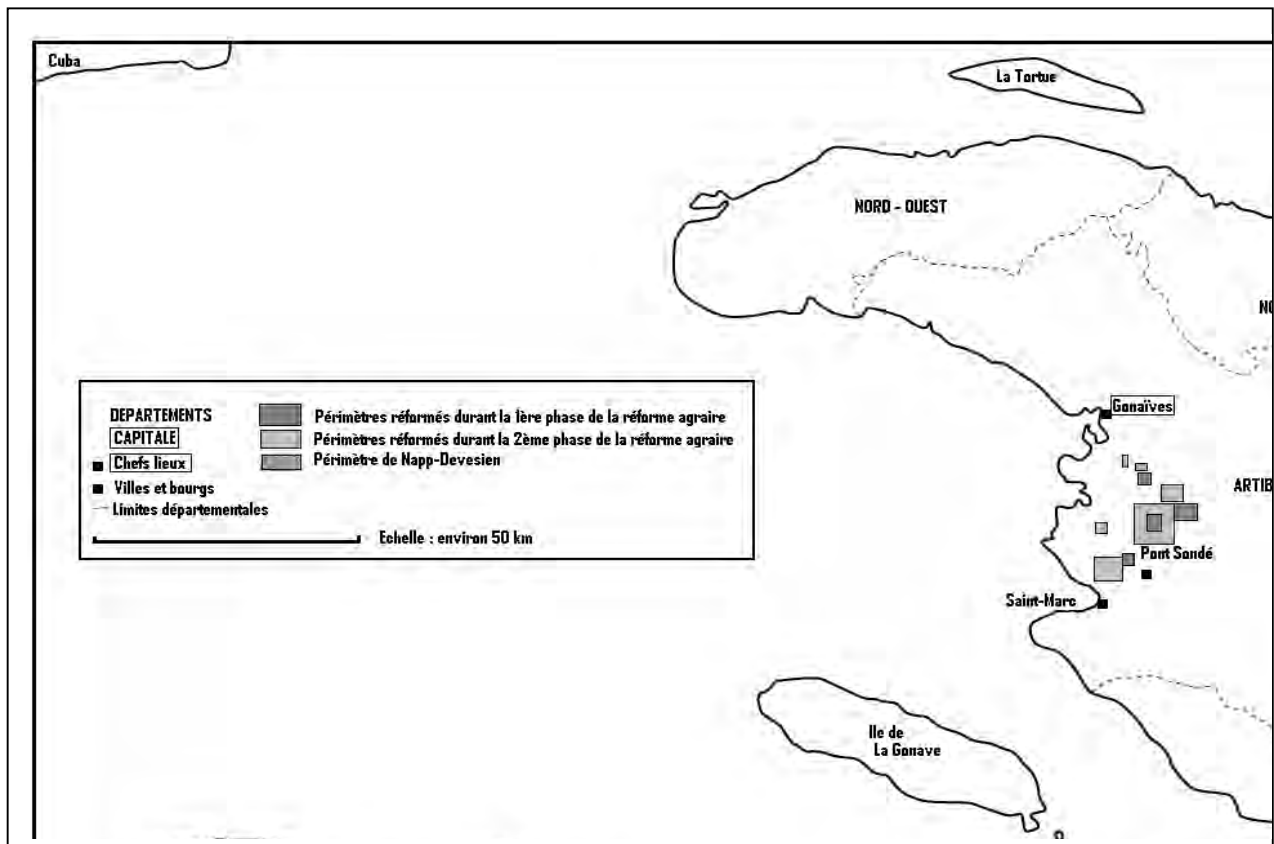 Cuba
La Tortue
NORD - OUEST
NO
DEPARTEMENTS
CAPITALE
Chefs lieux
Villes et bourgs
Limites départementales
Périmètres réformés durant la 1ère phase de la réforme agraire
Périmètres réformés durant la 2ème phase de la réforme agraire
Périmètre de Napp-Devesien
Echelle : environ 50 km
Gonaïves
ARTIB
Pont Sondé
Saint-Marc
Ile de
La Gonave